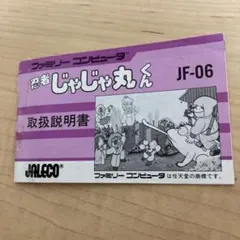 ファミリー コンピュータ
忍者じゃじゃ丸くん
JF-06
取扱説明書
JALECO®
ファミリー コンピュータ は任天堂の商標です。